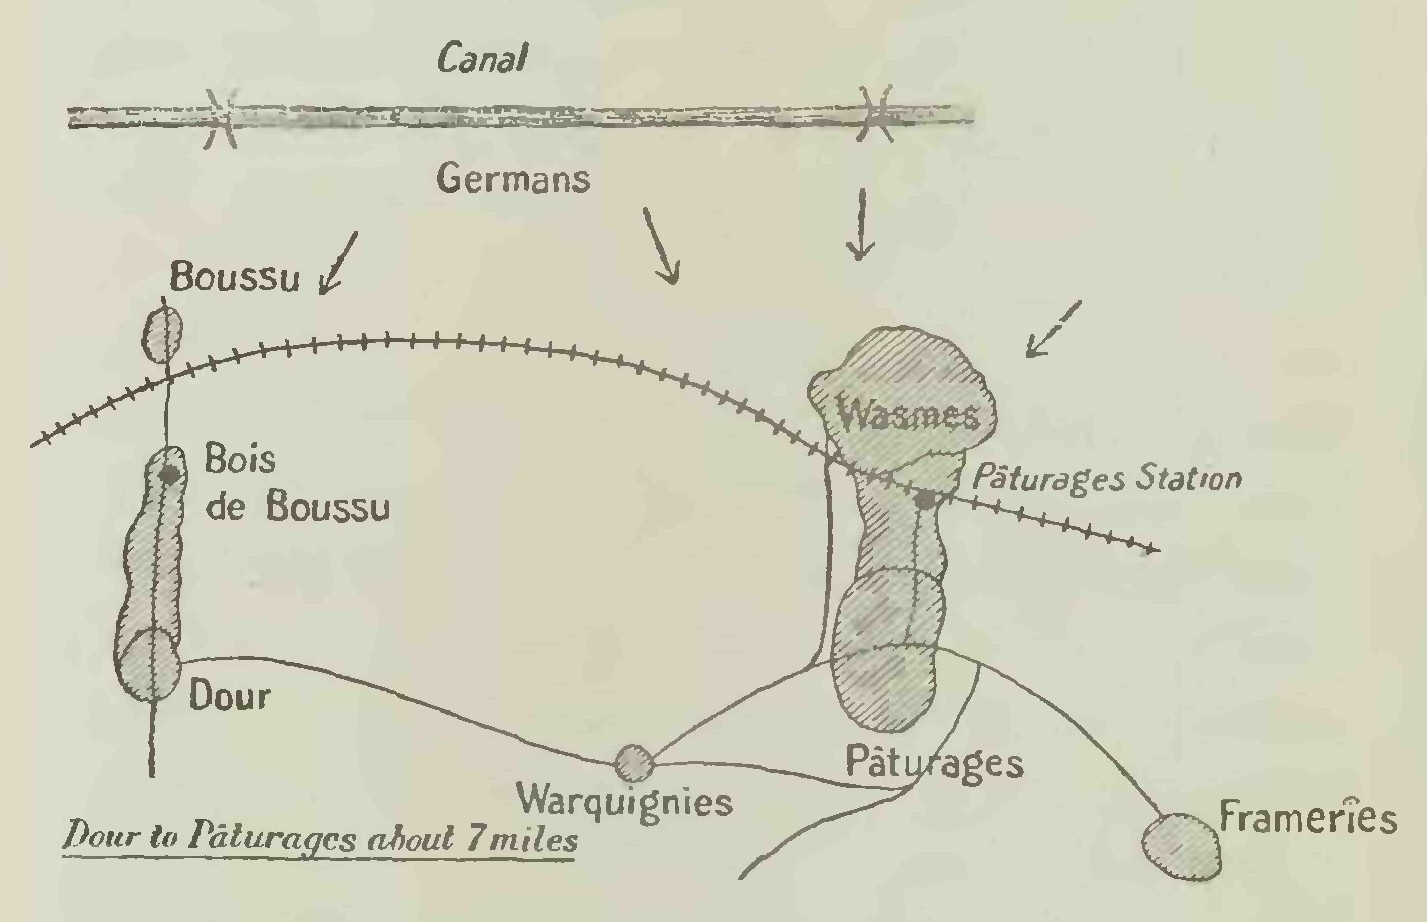 Canal
Germans
Boussu
Wasmes
Bois
de Boussu
Pâturages Station
Dour
Pâturages
Warquignies
Frameries
Dour to Pâturages about 7 miles